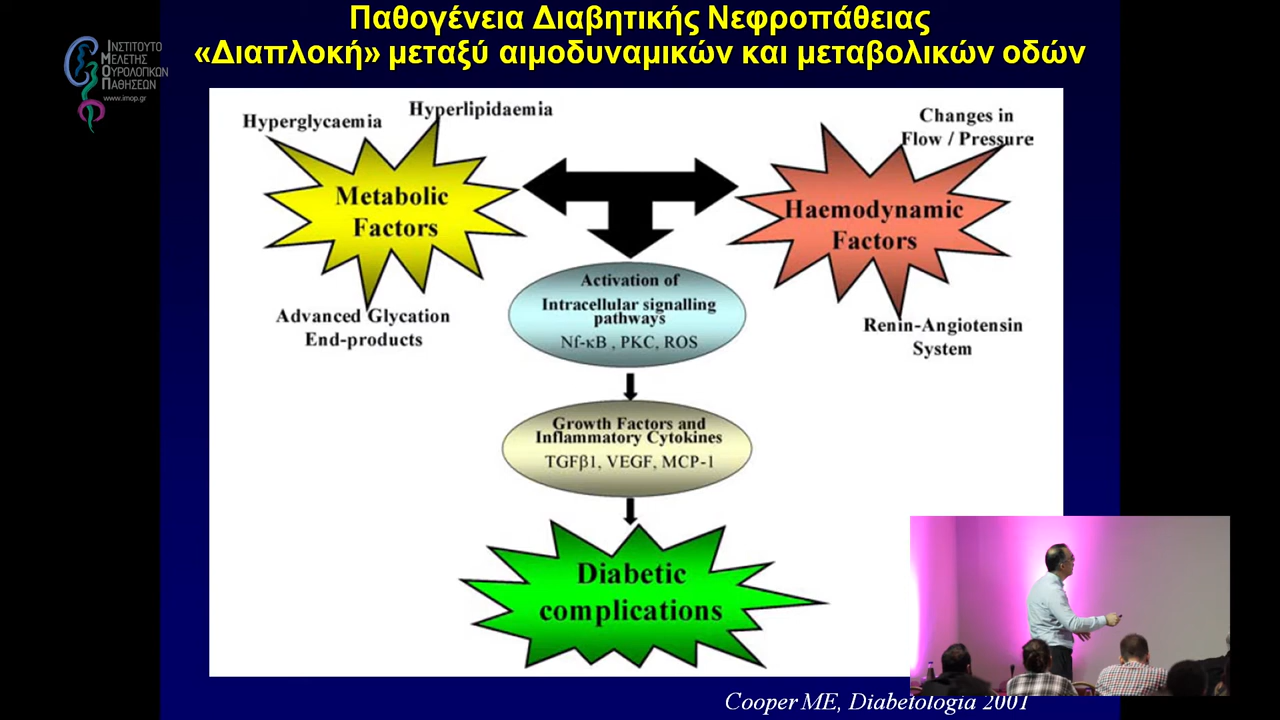 Παθογένεια Διαβητικής Νεφροπάθειας
«Διαπλοκή» μεταξύ αιμοδυναμικών και μεταβολικών οδών
ΙΝΣΤΙΤΟΥΤΟ
ΜΕΛΕΤΗΣ
ΟΥΡΟΛΟΓΙΚΩΝ
ΠΑΘΗΣΕΩΝ
www.imop.gr
Hyperglycaemia
Hyperlipidaemia
Changes in
Flow / Pressure
Metabolic
Factors
Haemodynamic
Factors
Advanced Glycation
End-products
Activation of
Intracellular signalling
pathways
Nf-κB , PKC, ROS
Renin-Angiotensin
System
Growth Factors and
Inflammatory Cytokines
TGFβ1, VEGF, MCP-1
Diabetic
complications
Cooper ME, Diabetologia 2001